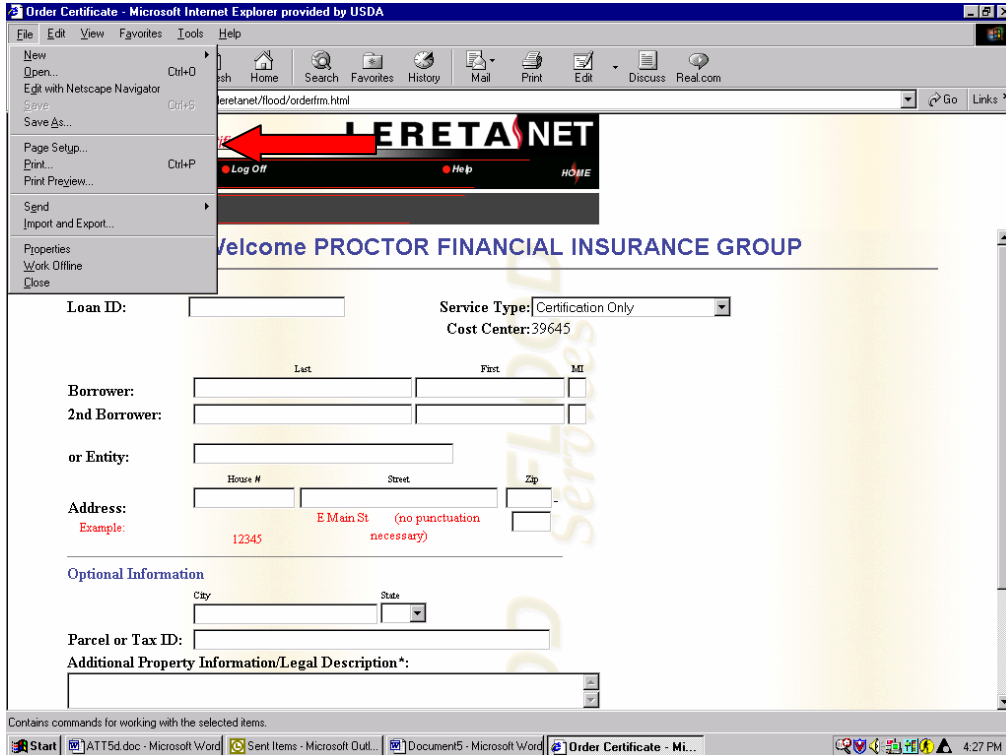 Order Certificate - Microsoft Internet Explorer provided by USDA
File Edit View Favorites Tools Help
New
Open... Ctrl+O
Edit with Netscape Navigator
Save Ctrl+S
Save As...
Page Setup...
Print... Ctrl+P
Print Preview...
Send
Import and Export...
Properties
Work Offline
Close
Home Search Favorites History Mail Print Edit Discuss Real.com
leretanet/flood/orderfrm.html Go Links
LERETA NET
Log Off Help HOME
Welcome PROCTOR FINANCIAL INSURANCE GROUP
Loan ID: Service Type: Certification Only
Cost Center: 39645
Last First MI
Borrower:
2nd Borrower:
or Entity:
House # Street Zip
Address: -
Example: 12345 E Main St (no punctuation
necessary)
Optional Information
City State
Parcel or Tax ID:
Additional Property Information/Legal Description*:
FLOOD
Services
Contains commands for working with the selected items.
Start ATT5d.doc - Microsoft Word Sent Items - Microsoft Outl... Document5 - Microsoft Word Order Certificate - Mi... 4:27 PM